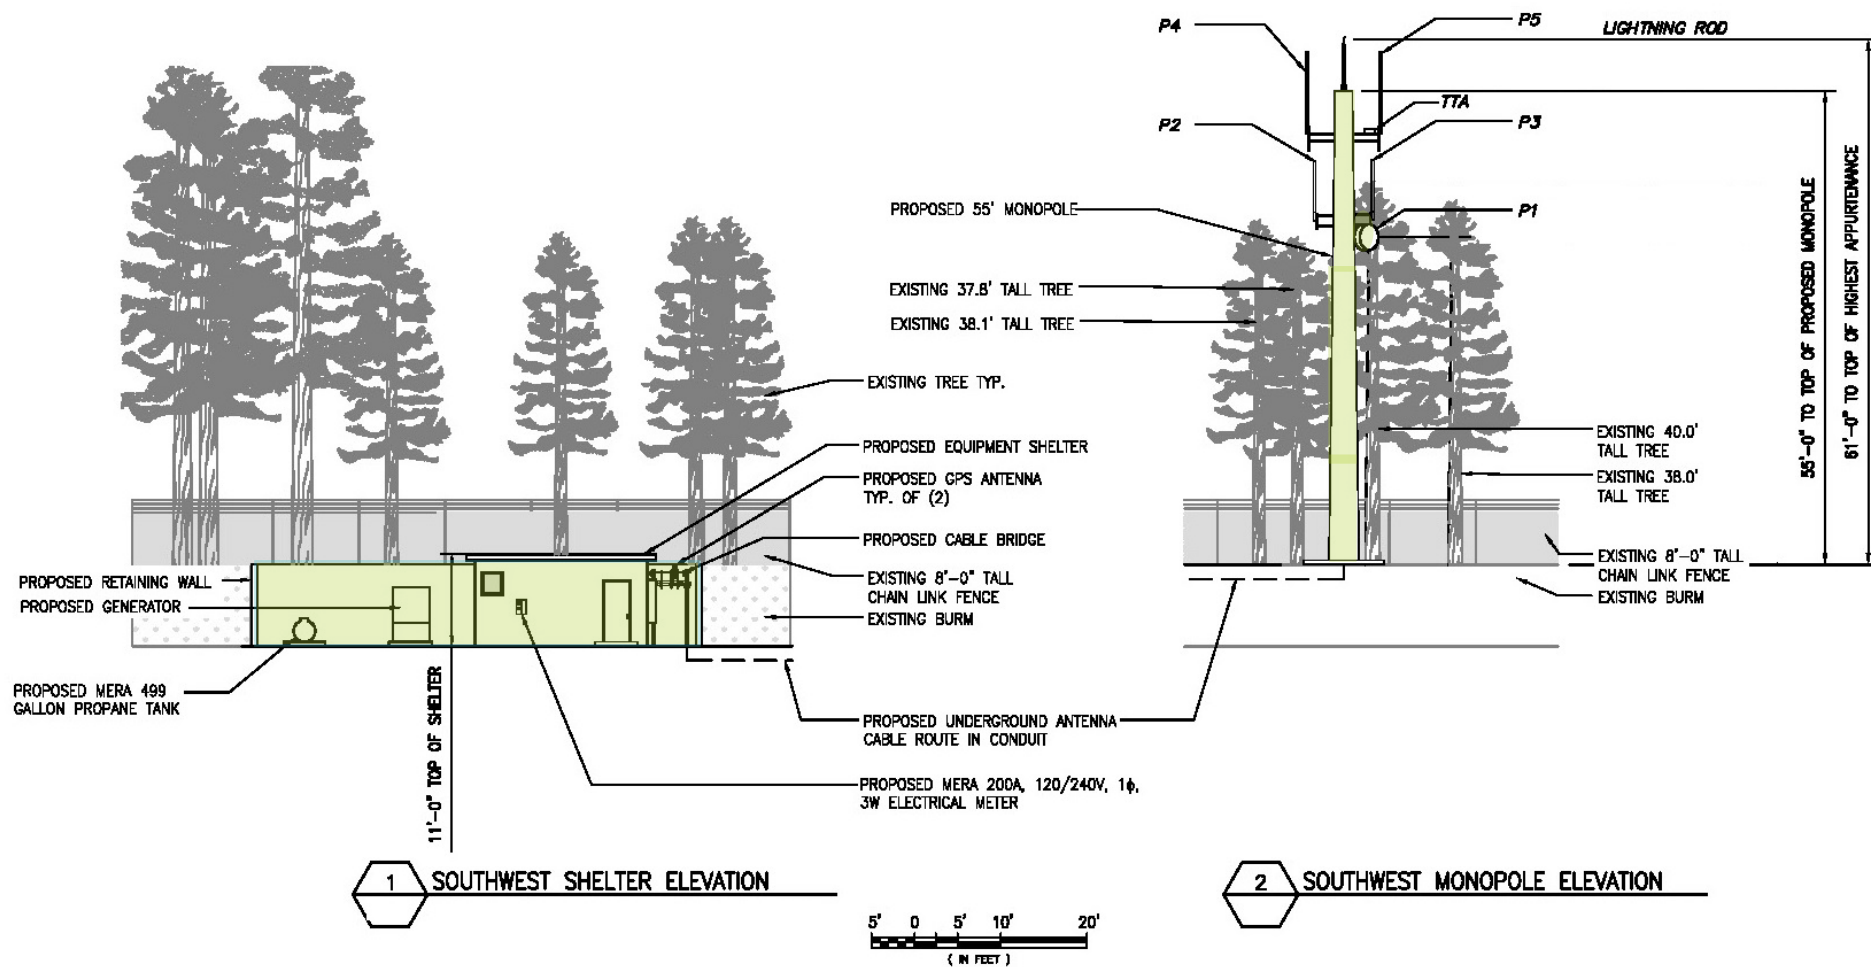 P4
P5
LIGHTNING ROD
TTA
P2
P3
PROPOSED 55' MONOPOLE
P1
EXISTING 37.8' TALL TREE
EXISTING 38.1' TALL TREE
EXISTING TREE TYP.
PROPOSED EQUIPMENT SHELTER
PROPOSED GPS ANTENNA
TYP. OF (2)
PROPOSED CABLE BRIDGE
EXISTING 8'-0" TALL
CHAIN LINK FENCE
EXISTING BURM
PROPOSED RETAINING WALL
PROPOSED GENERATOR
PROPOSED MERA 499
GALLON PROPANE TANK
11'-0" TOP OF SHELTER
PROPOSED UNDERGROUND ANTENNA
CABLE ROUTE IN CONDUIT
PROPOSED MERA 200A, 120/240V, 1ϕ,
3W ELECTRICAL METER
EXISTING 40.0'
TALL TREE
EXISTING 38.0'
TALL TREE
EXISTING 8'-0" TALL
CHAIN LINK FENCE
EXISTING BURM
55'-0" TO TOP OF PROPOSED MONOPOLE
61'-0" TO TOP OF HIGHEST APPURTENANCE
1 SOUTHWEST SHELTER ELEVATION
2 SOUTHWEST MONOPOLE ELEVATION
5' 0 5' 10' 20'
( IN FEET )